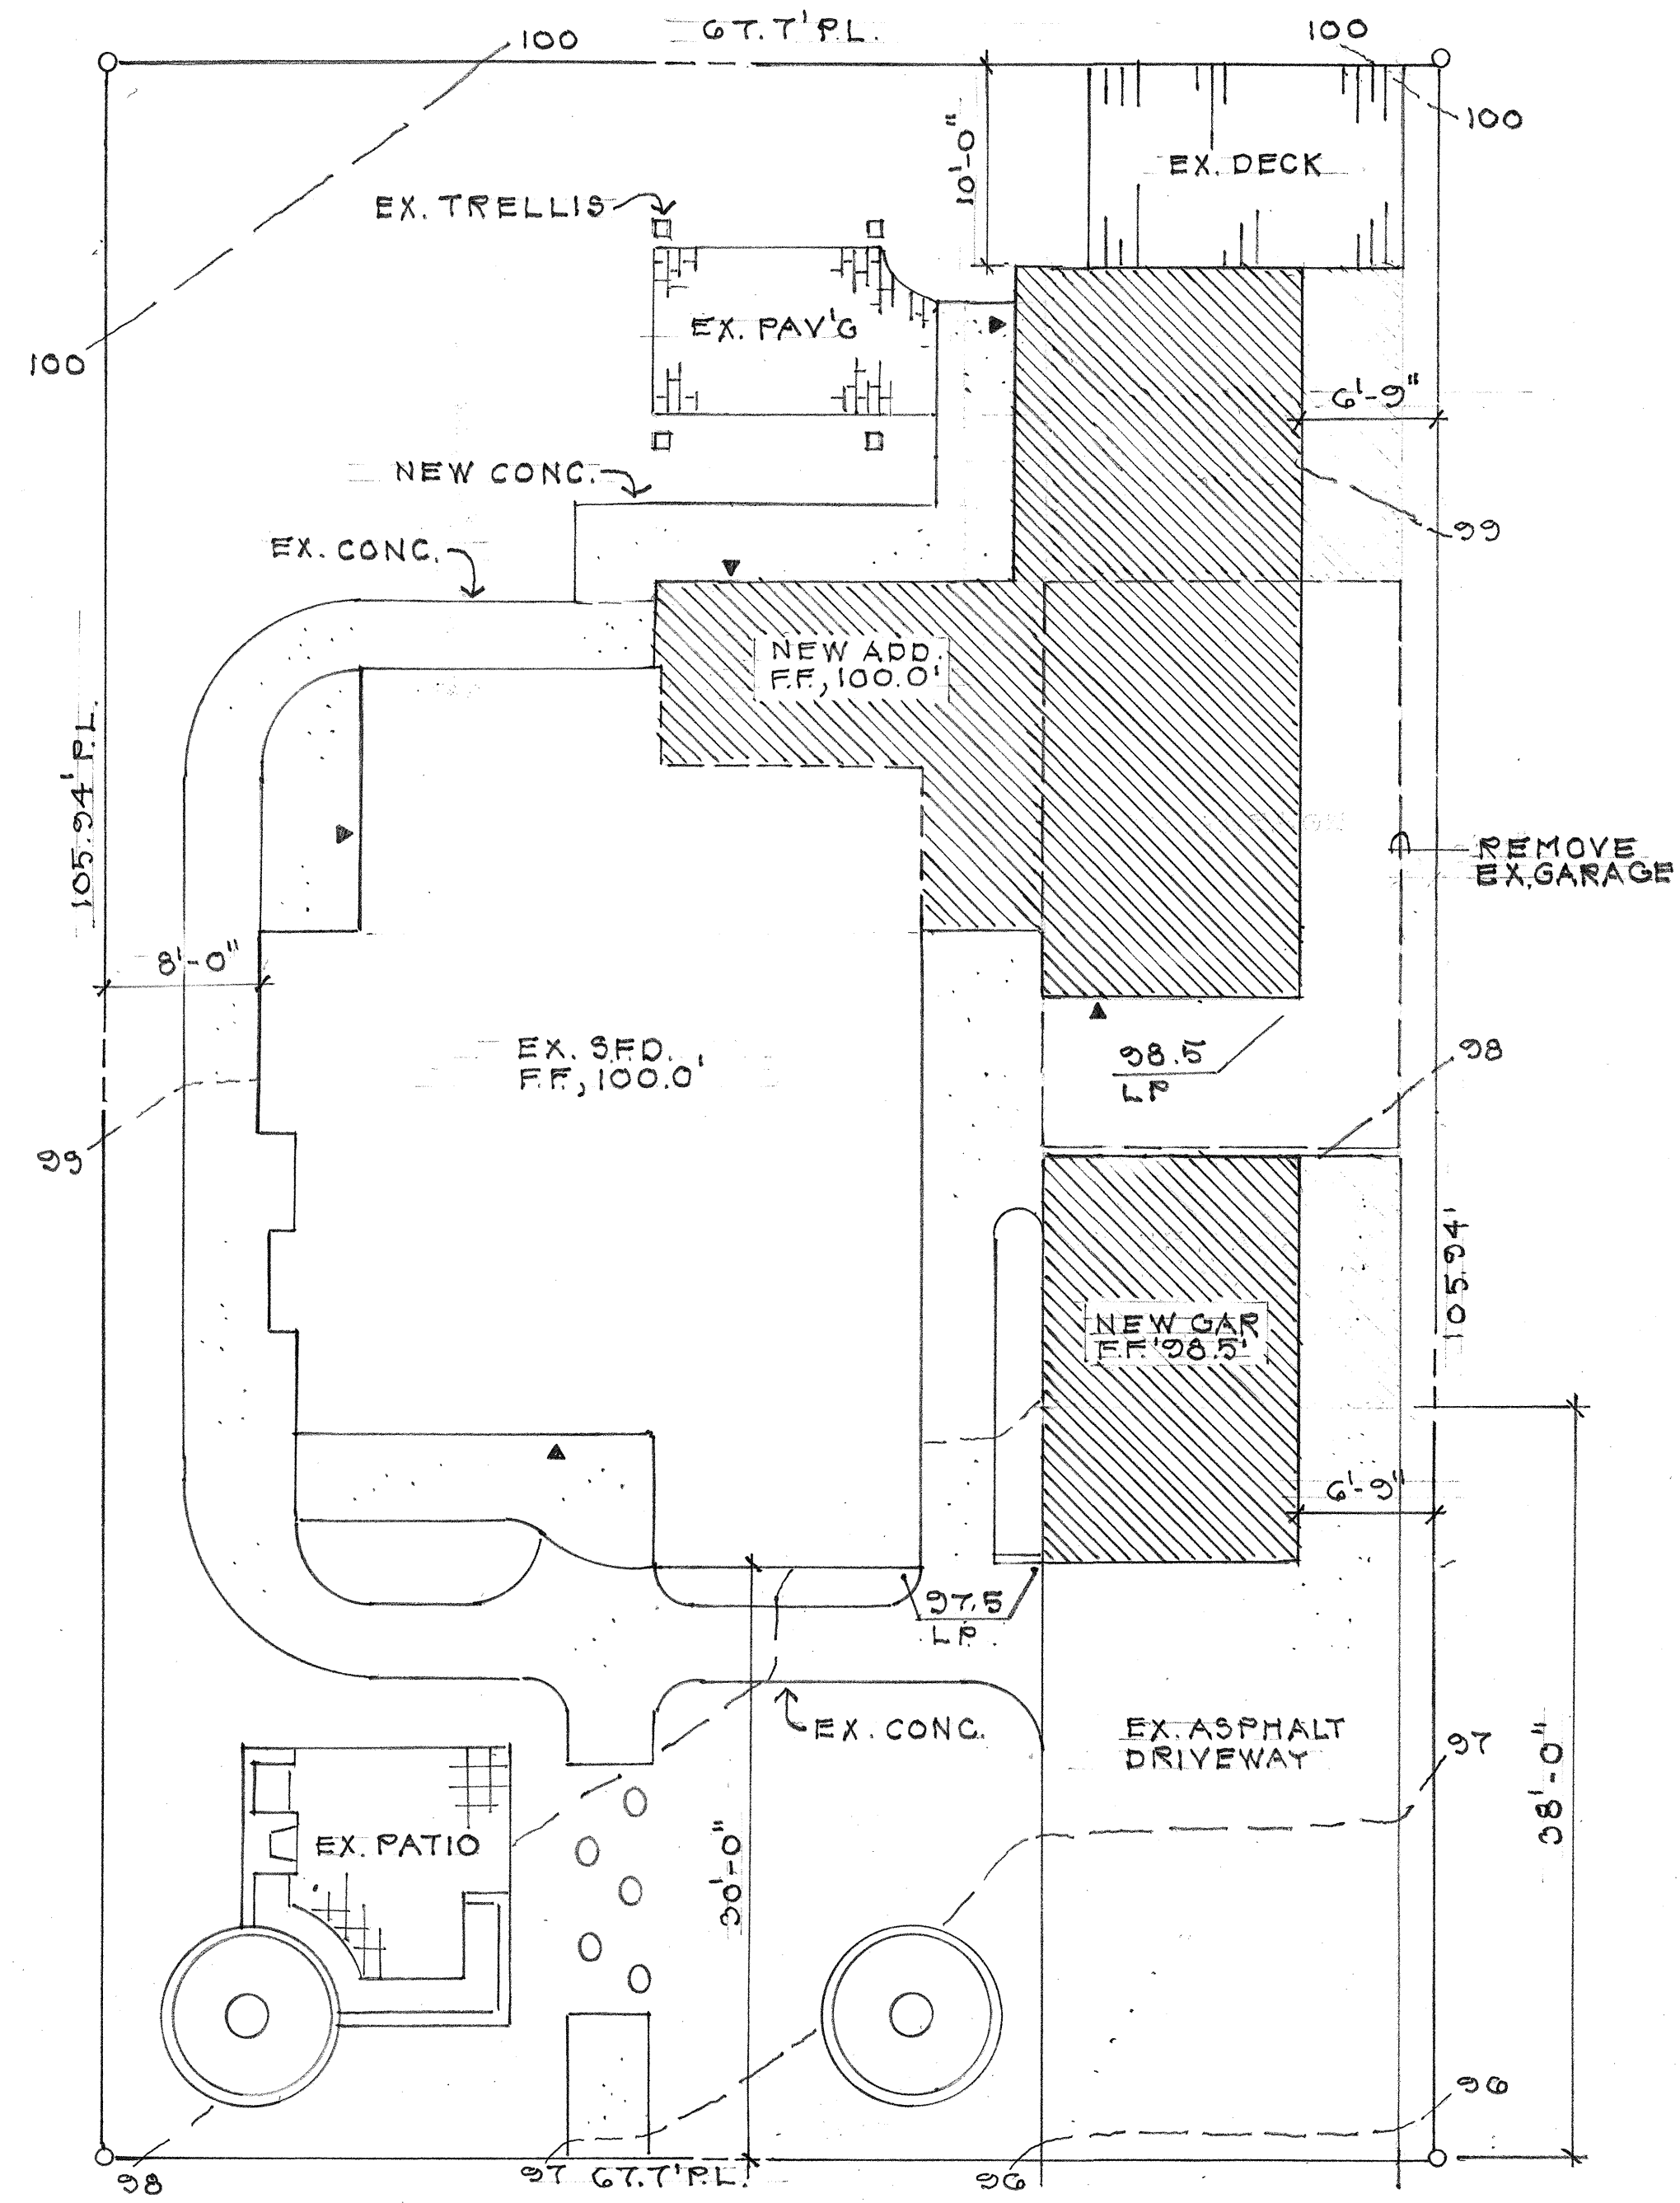 100
67.7' P.L.
100
100
10'-0"
EX. DECK
EX. TRELLIS
EX. PAV'G
100
6'-9"
NEW CONC.
99
EX. CONC.
NEW ADD.
F.F., 100.0'
105.94' P.L.
REMOVE
EX. GARAGE
8'-0"
EX. S.F.D.
F.F., 100.0'
98.5
L.P.
98
99
105.94'
NEW GAR
F.F. 98.5'
6'-9"
97.5
L.P.
EX. CONC.
EX. ASPHALT
DRIVEWAY
97
38'-0"
EX. PATIO
30'-0"
96
98
97
67.7' P.L.
96